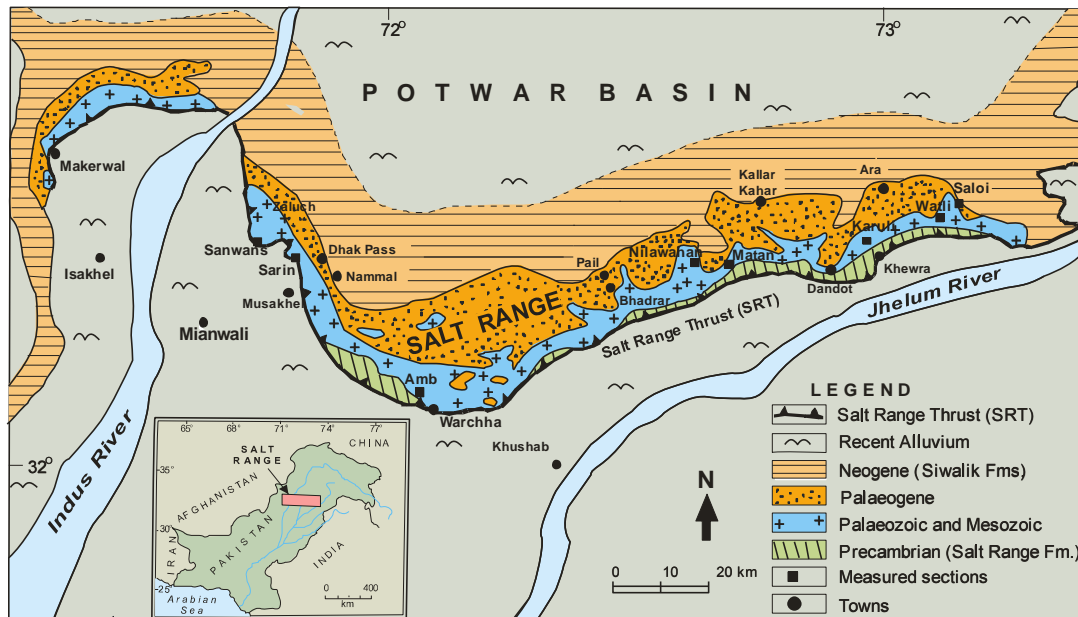 72°
73°
POTWAR BASIN
Makerwal
Isakhel
Mianwali
Indus River
Zaluch
Sanwans
Sarin
Musakhel
Dhak Pass
Nammal
SALT RANGE
Amb
Warchha
Khushab
Pail
Bhadrar
Nilawahan
Matan
Kallar
Kahar
Ara
Saloi
Watli
Karuli
Khewra
Dandot
Salt Range Thrust (SRT)
Jhelum River
32°
N
0 10 20 km
LEGEND
Salt Range Thrust (SRT)
Recent Alluvium
Neogene (Siwalik Fms)
Palaeogene
Palaeozoic and Mesozoic
Precambrian (Salt Range Fm.)
Measured sections
Towns
65° 68° 71° 74° 77°
SALT
RANGE
CHINA
35°
30°
25°
AFGHANISTAN
PAKISTAN
IRAN
INDIA
Arabian
Sea
0 400
km